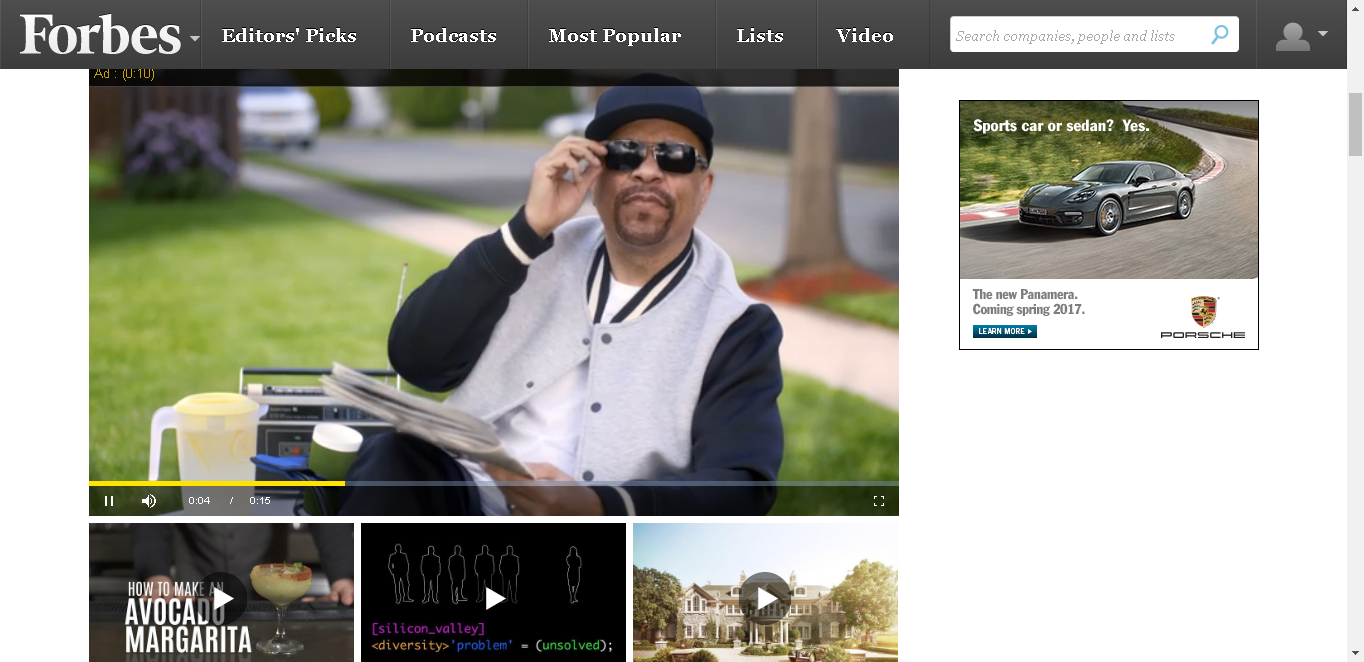 Forbes
Editors' Picks
Podcasts
Most Popular
Lists
Video
Search companies, people and lists
Ad : (0:10)
0:04 / 0:15
Sports car or sedan? Yes.
The new Panamera.
Coming spring 2017.
LEARN MORE
PORSCHE
HOW TO MAKE AN
AVOCADO
MARGARITA
[silicon_valley]
<diversity>'problem' = (unsolved);